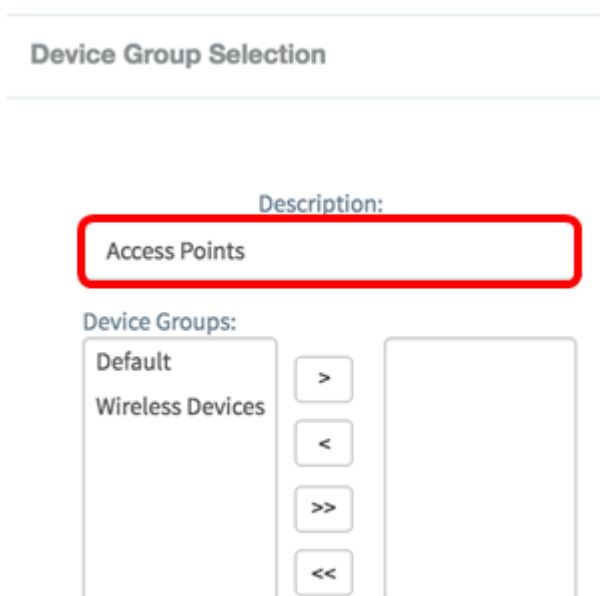 Device Group Selection
Description:
Access Points
Device Groups:
Default
Wireless Devices
>
<
>>
<<